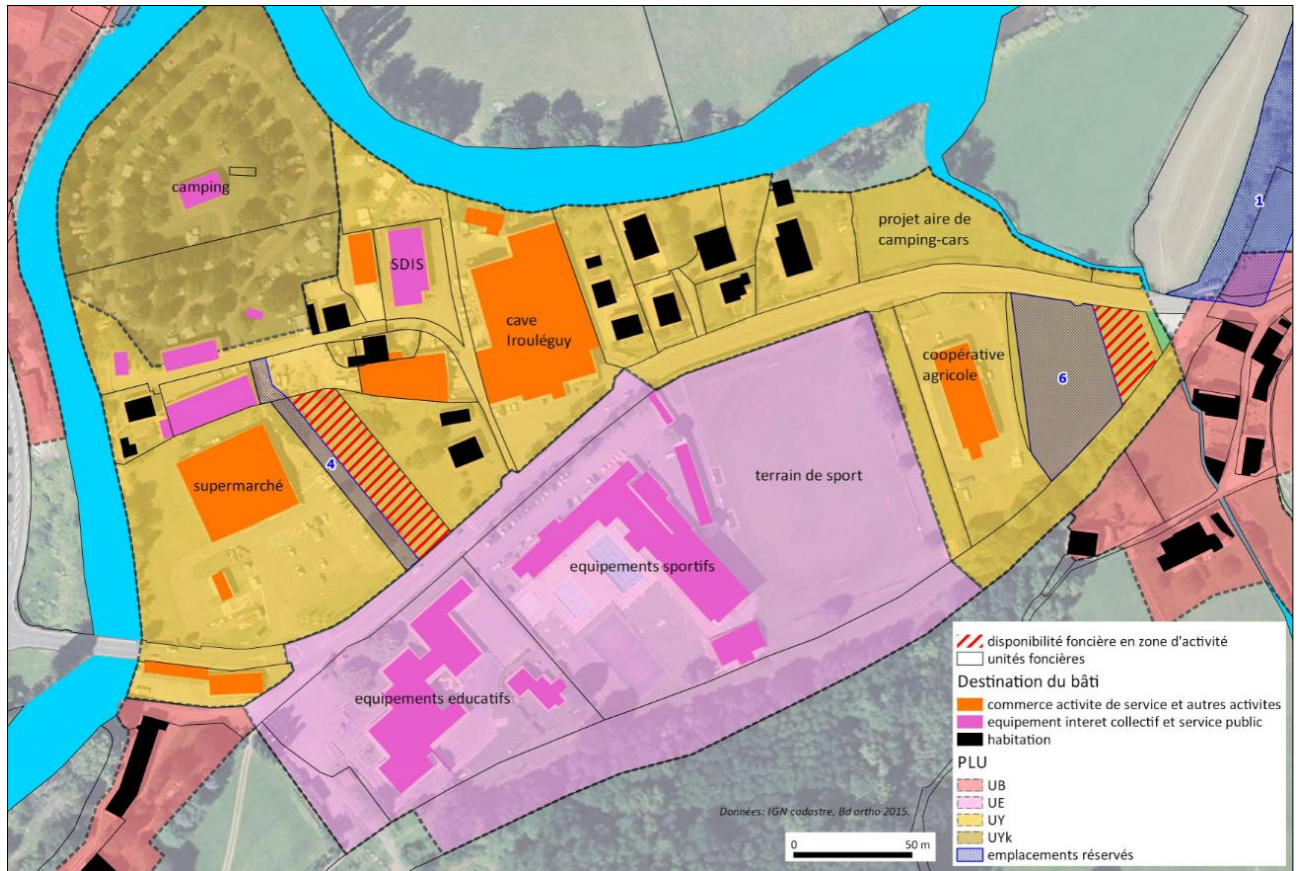 camping
SDIS
cave
Irouléguy
projet aire de
camping-cars
1
coopérative
agricole
6
4
supermarché
terrain de sport
equipements sportifs
equipements educatifs
disponibilité foncière en zone d'activité
unités foncières
Destination du bâti
commerce activite de service et autres activites
equipement interet collectif et service public
habitation
PLU
UB
UE
UY
UYk
emplacements réservés
Données: IGN cadastre, Bd ortho 2015.
0 50 m